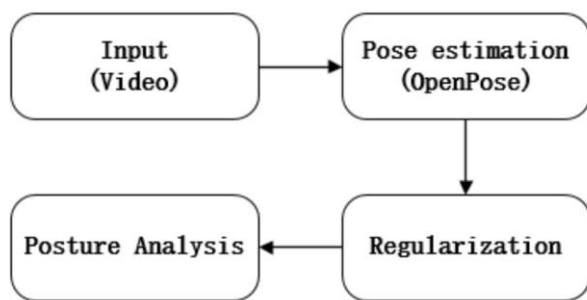 Input
(Video)
Pose estimation
(OpenPose)
Regularization
Posture Analysis